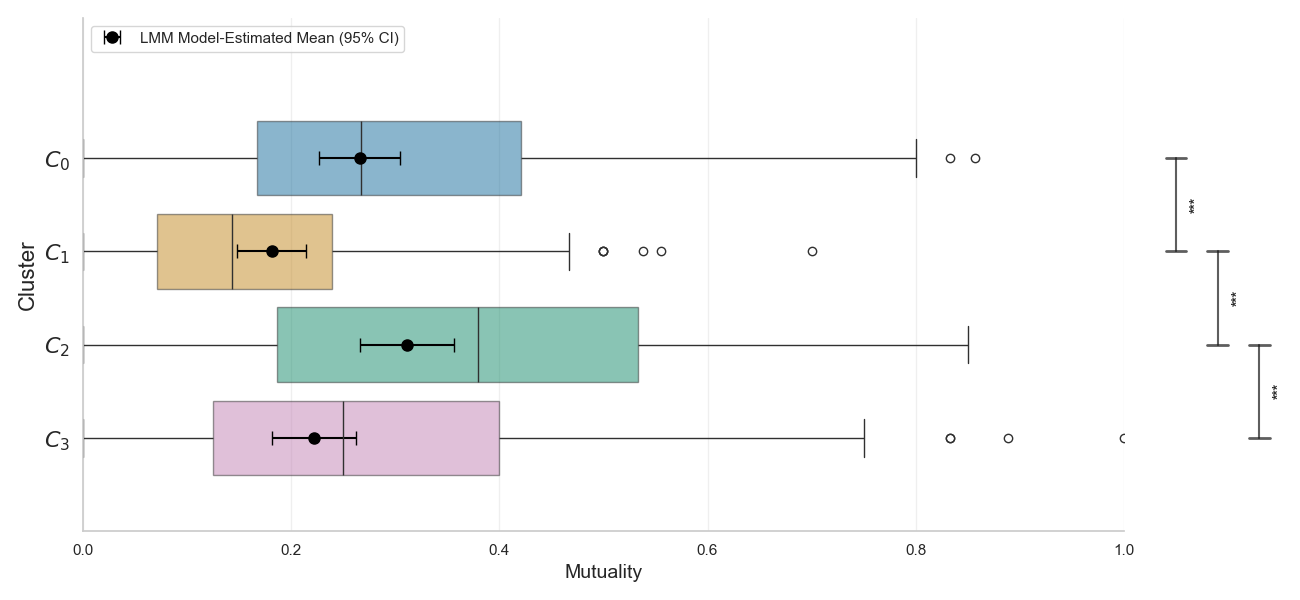 LMM Model-Estimated Mean (95% CI)
Cluster
C₀
C₁
C₂
C₃
***
***
***
0.0 0.2 0.4 0.6 0.8 1.0
Mutuality